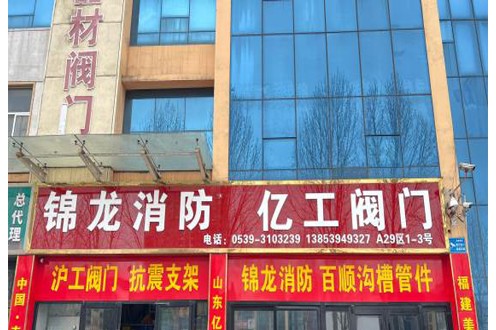 材阀门
锦龙消防 亿工阀门
电话: 0539-3103239 13853949327 A29区1-3号
总代理
沪工阀门 抗震支架
锦龙消防 百顺沟槽管件
中国·
山东亿
福建美